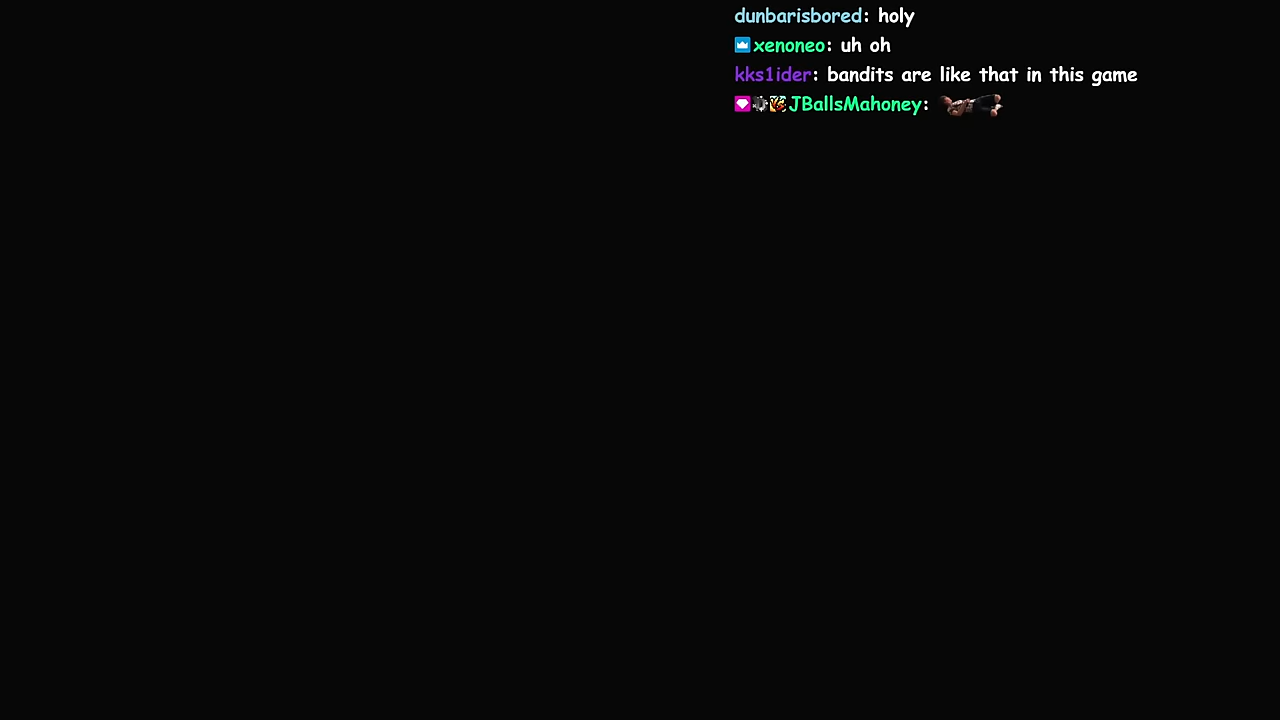 dunbarisbored: holy
xenoneo: uh oh
kks1ider: bandits are like that in this game
JBallsMahoney: